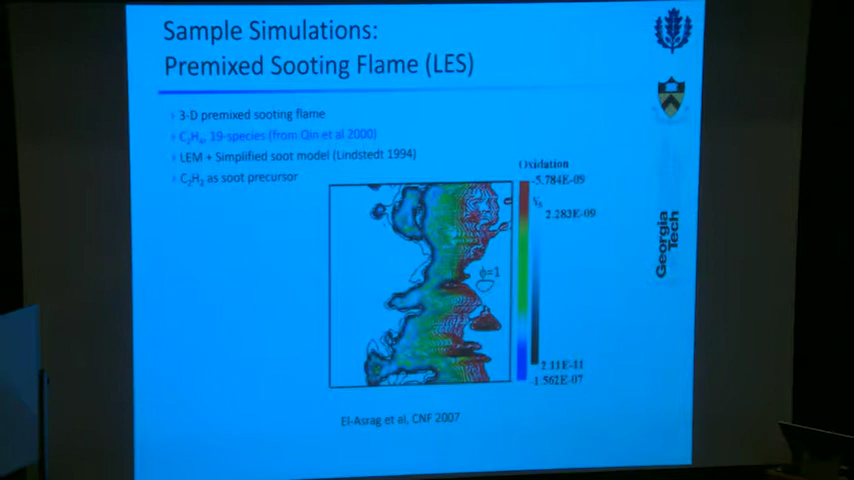 Sample Simulations:
Premixed Sooting Flame (LES)
3-D premixed sooting flame
C₂H₄, 19-species (from Qin et al 2000)
LEM + Simplified soot model (Lindstedt 1994)
C₂H₂ as soot precursor
Oxidation
-5.784E-09
Y₅
2.283E-09
ϕ=1
2.11E-11
-1.562E-07
El-Asrag et al, CNF 2007
Georgia
Tech